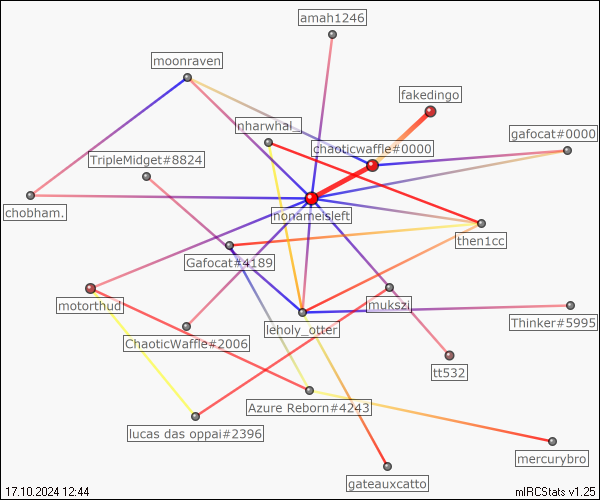 amah1246
moonraven
fakedingo
nharwhal_
gafocat#0000
chaoticwaffle#0000
TripleMidget#8824
chobham.
nonameisleft
then1cc
Gafocat#4189
motorthud
mukszi
leholy_otter
Thinker#5995
ChaoticWaffle#2006
tt532
Azure Reborn#4243
lucas das oppai#2396
mercurybro
gateauxcatto
17.10.2024 12:44
mIRCStats v1.25